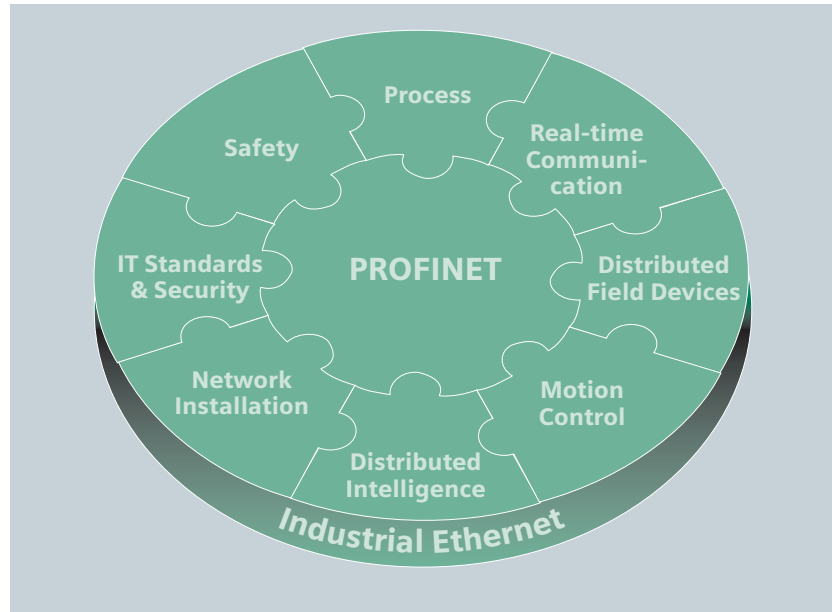 Process
Real-time
Communi-
cation
Safety
PROFINET
IT Standards
& Security
Distributed
Field Devices
Network
Installation
Motion
Control
Distributed
Intelligence
Industrial Ethernet